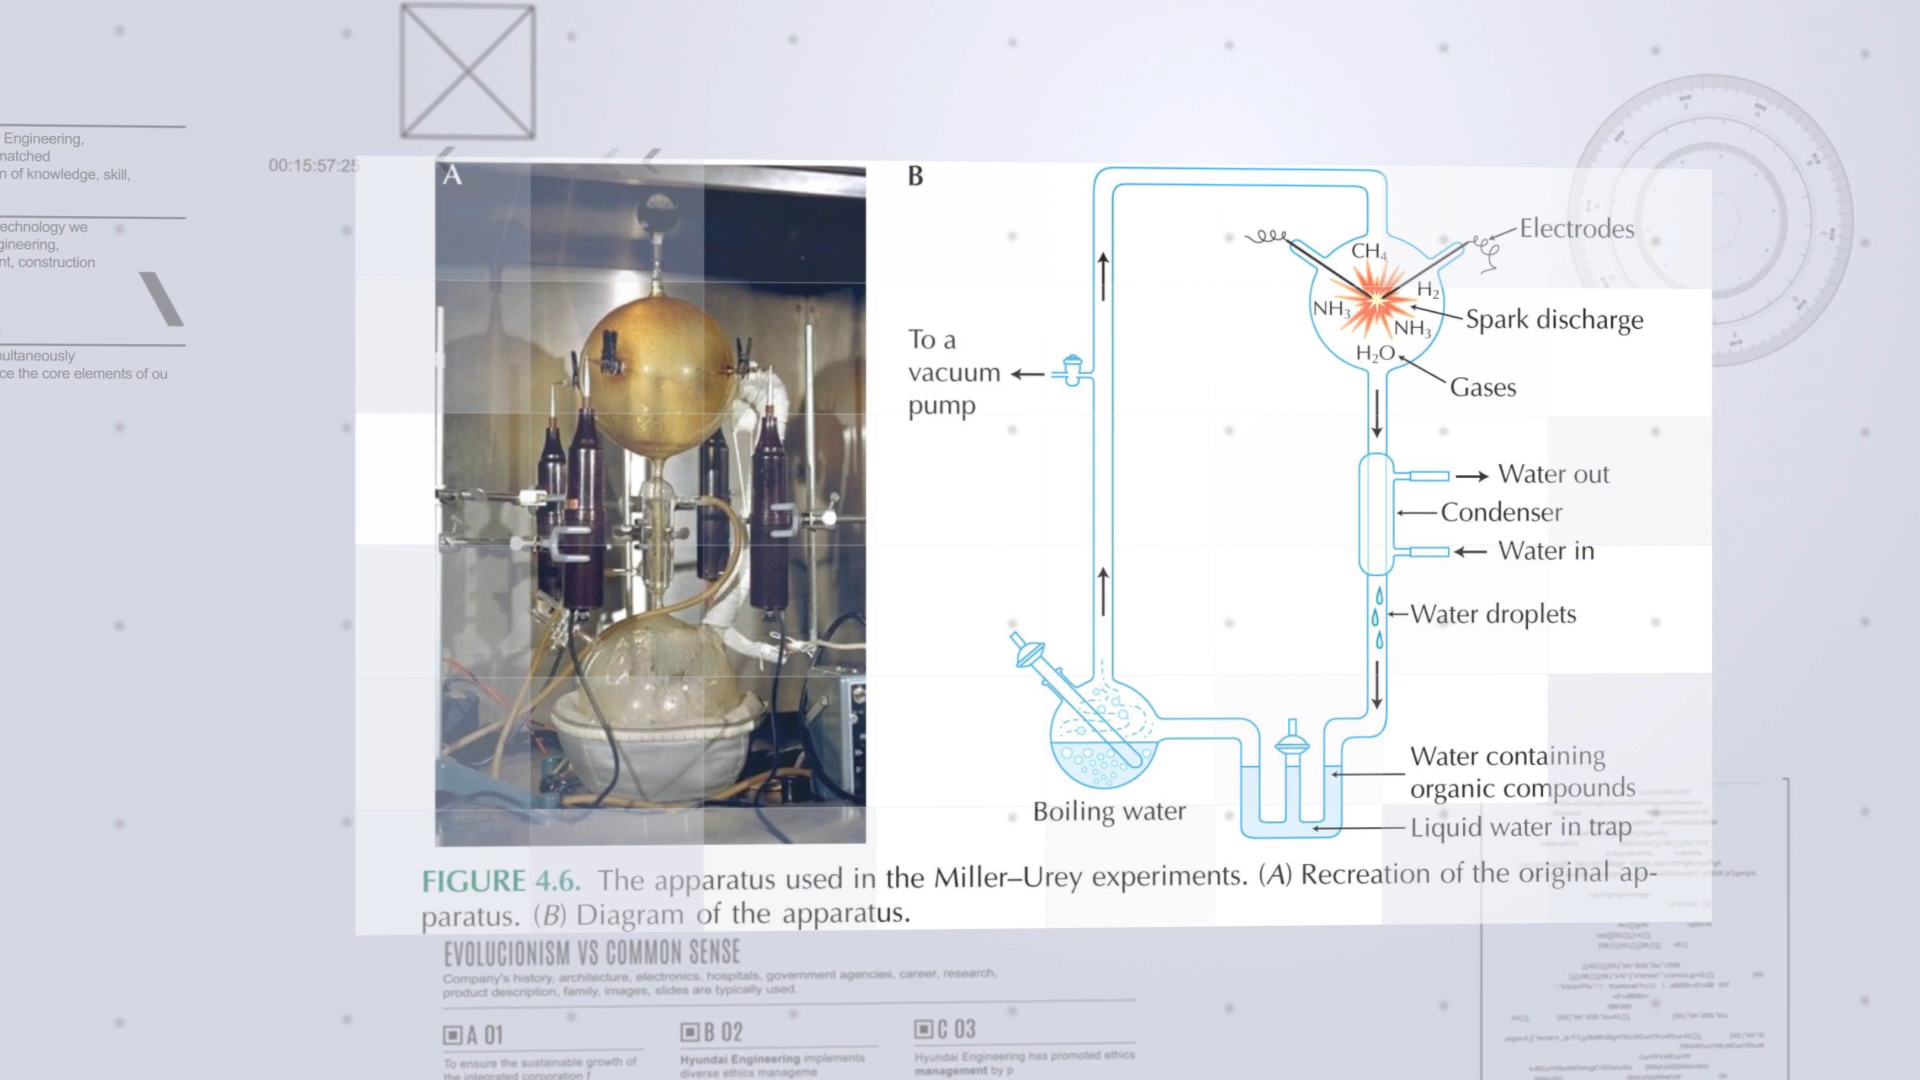 Engineering,
matched
n of knowledge, skill,
echnology we
gineering,
nt, construction
ultaneously
ce the core elements of ou
00:15:57:25
A
B
To a
vacuum
pump
CH4
H2
NH3
NH3
H2O
Electrodes
Spark discharge
Gases
Water out
Condenser
Water in
Water droplets
Boiling water
Water containing
organic compounds
Liquid water in trap
FIGURE 4.6. The apparatus used in the Miller–Urey experiments. (A) Recreation of the original ap-
paratus. (B) Diagram of the apparatus.
EVOLUCIONISM VS COMMON SENSE
Company's history, architecture, electronics, hospitals, government agencies, career, research,
product description, family, images, slides are typically used.
A 01
To ensure the sustainable growth of
the integrated corporation f
B 02
Hyundai Engineering implements
diverse ethics manageme
C 03
Hyundai Engineering has promoted ethics
management by p